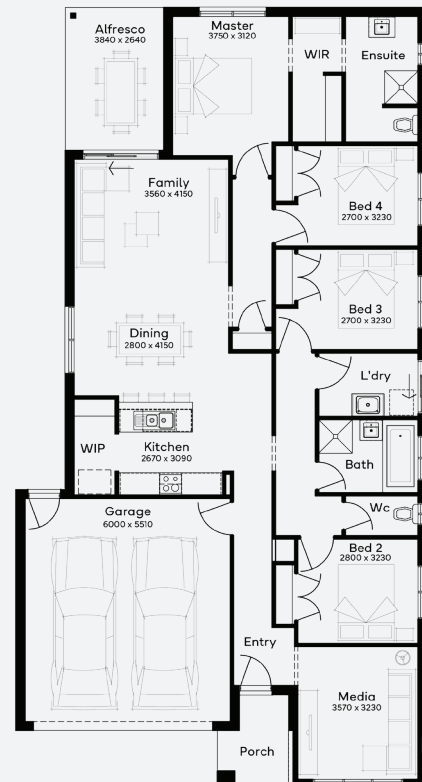 Alfresco
3840 x 2640
Master
3750 x 3120
WIR
Ensuite
Family
3560 x 4150
Bed 4
2700 x 3230
Bed 3
2700 x 3230
Dining
2800 x 4150
L'dry
WIP
Kitchen
2670 x 3090
Bath
Wc
Garage
6000 x 5510
Bed 2
2800 x 3230
Entry
Media
3570 x 3230
Porch